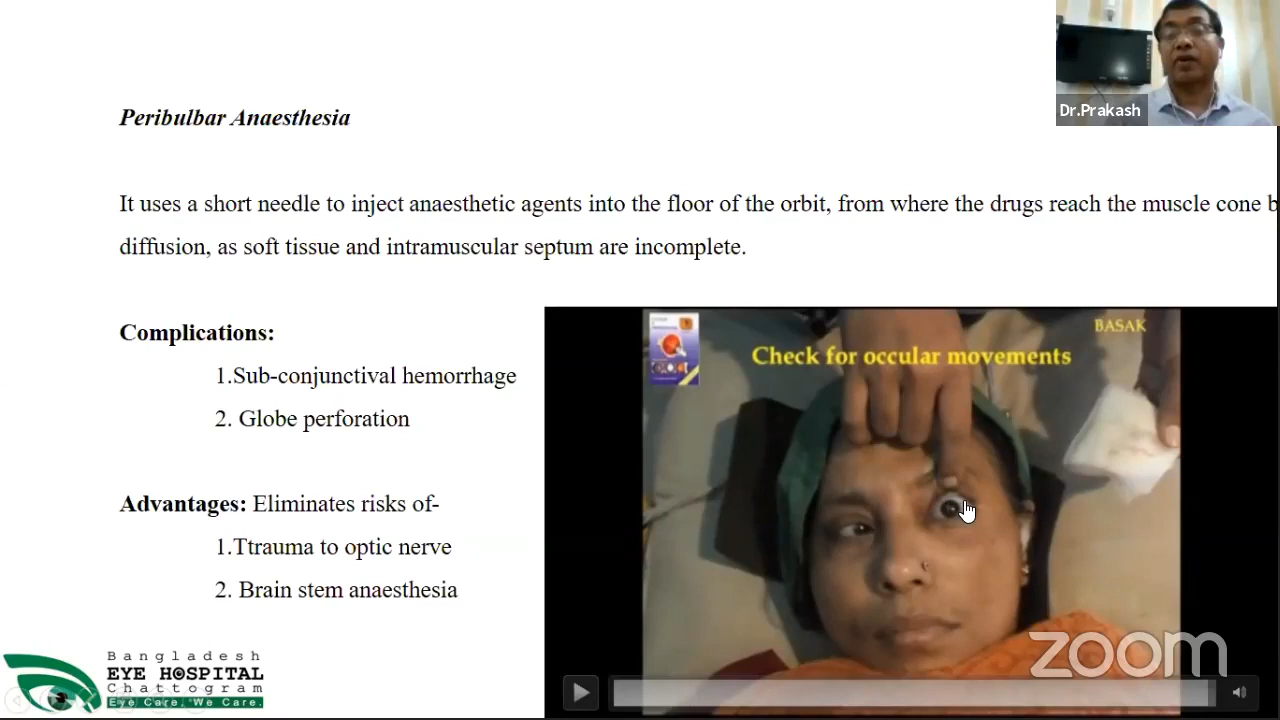 Dr.Prakash
Peribulbar Anaesthesia
It uses a short needle to inject anaesthetic agents into the floor of the orbit, from where the drugs reach the muscle cone b
diffusion, as soft tissue and intramuscular septum are incomplete.
Complications:
1.Sub-conjunctival hemorrhage
2. Globe perforation
Advantages: Eliminates risks of-
1.Ttrauma to optic nerve
2. Brain stem anaesthesia
BASAK
Check for occular movements
zoom
Bangladesh
EYE HOSPITAL
Chattogram
Eye Care, We Care.